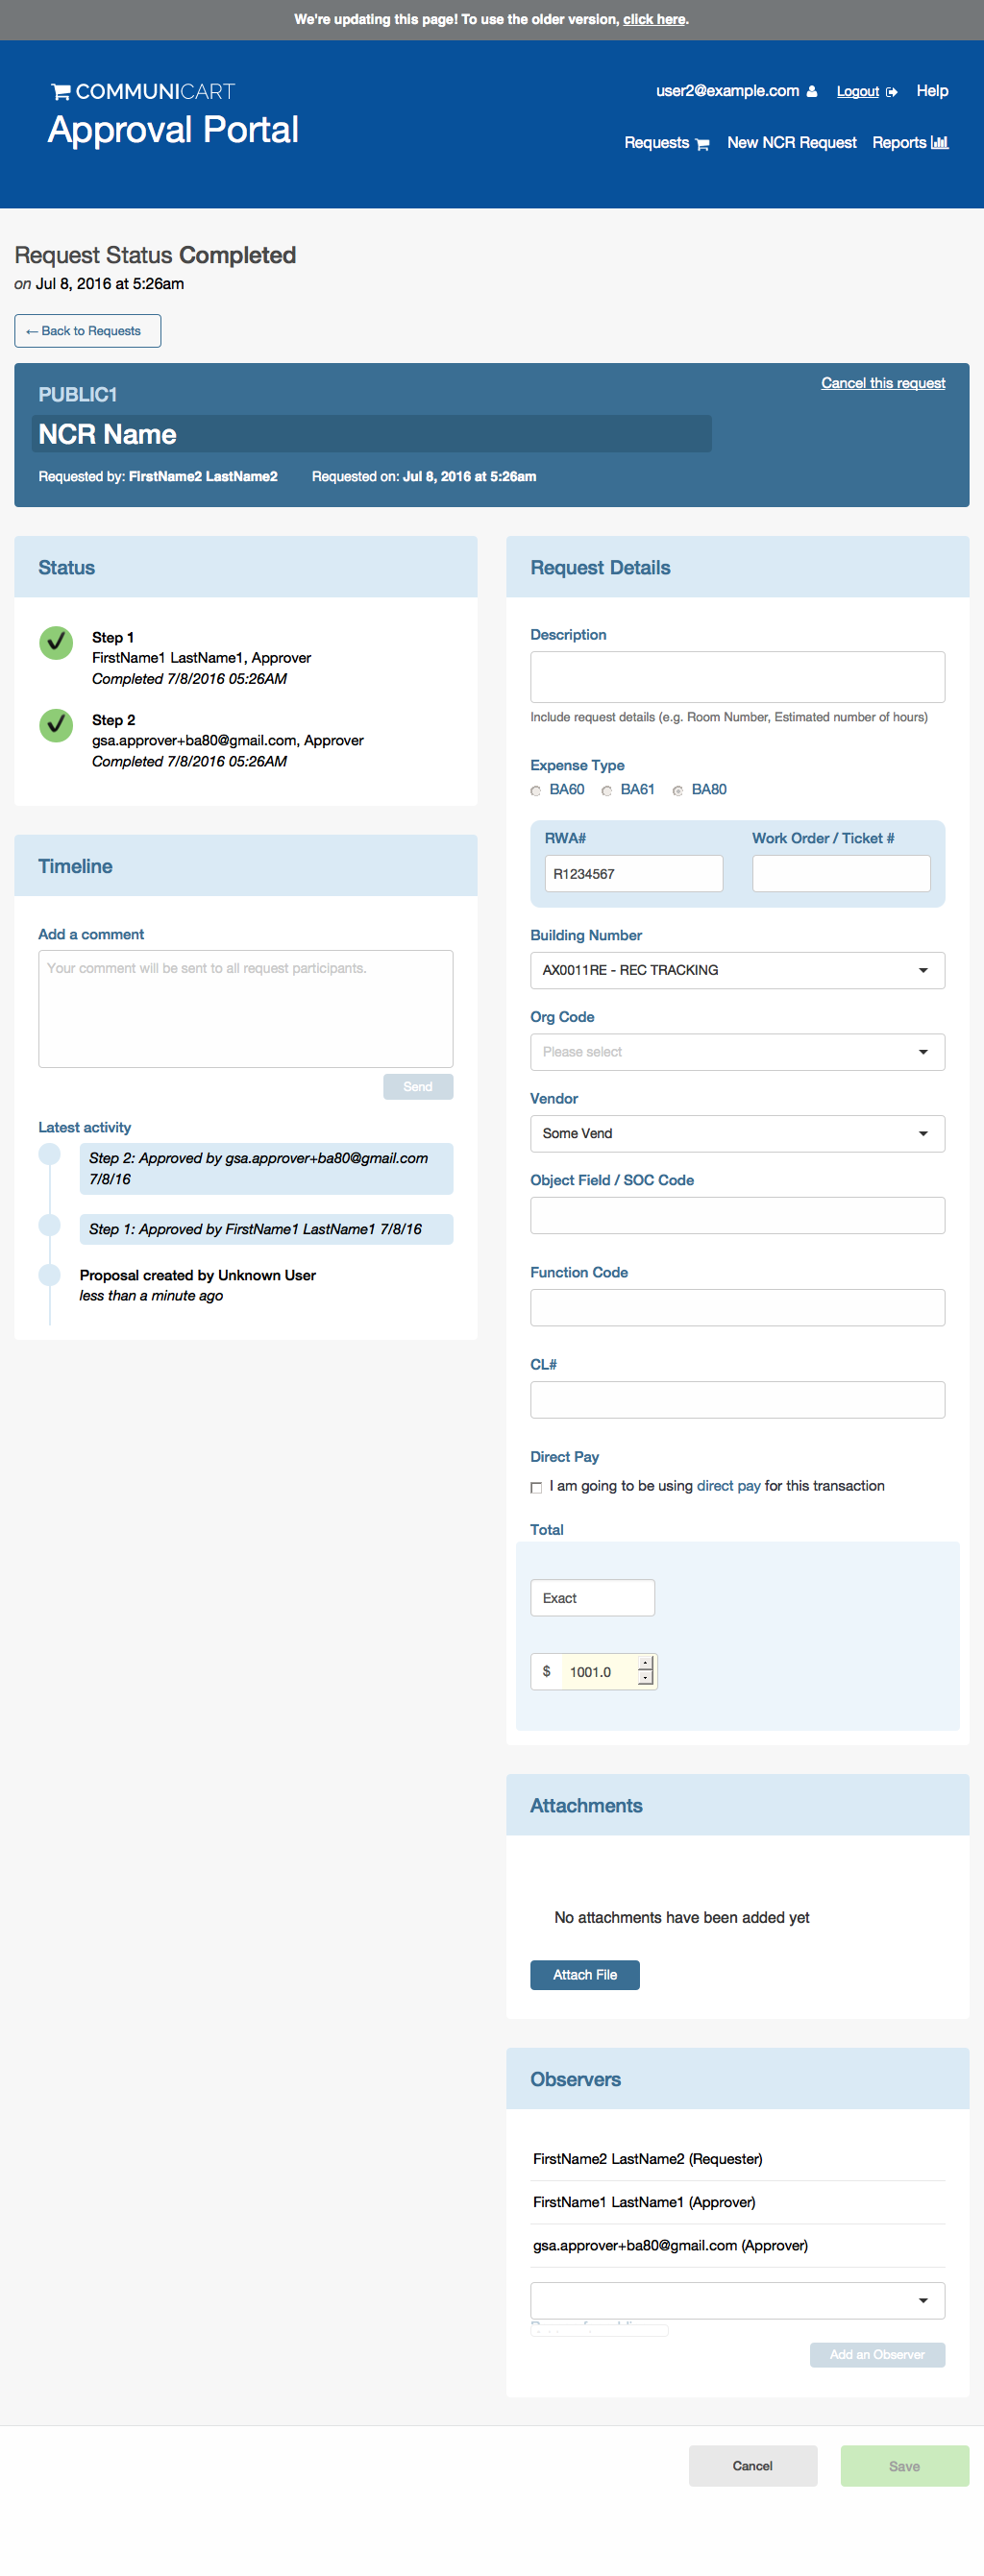 We're updating this page! To use the older version, click here.
COMMUNICART
Approval Portal
user2@example.com Logout Help
Requests New NCR Request Reports
Request Status Completed
on Jul 8, 2016 at 5:26am
← Back to Requests
PUBLIC1
Cancel this request
NCR Name
Requested by: FirstName2 LastName2 Requested on: Jul 8, 2016 at 5:26am
Status
Step 1
FirstName1 LastName1, Approver
Completed 7/8/2016 05:26AM
Step 2
gsa.approver+ba80@gmail.com, Approver
Completed 7/8/2016 05:26AM
Timeline
Add a comment
Your comment will be sent to all request participants.
Send
Latest activity
Step 2: Approved by gsa.approver+ba80@gmail.com
7/8/16
Step 1: Approved by FirstName1 LastName1 7/8/16
Proposal created by Unknown User
less than a minute ago
Request Details
Description
Include request details (e.g. Room Number, Estimated number of hours)
Expense Type
BA60 BA61 BA80
RWA# Work Order / Ticket #
R1234567
Building Number
AX0011RE - REC TRACKING
Org Code
Please select
Vendor
Some Vend
Object Field / SOC Code
Function Code
CL#
Direct Pay
I am going to be using direct pay for this transaction
Total
Exact
$ 1001.0
Attachments
No attachments have been added yet
Attach File
Observers
FirstName2 LastName2 (Requester)
FirstName1 LastName1 (Approver)
gsa.approver+ba80@gmail.com (Approver)
Add an Observer
Cancel Save